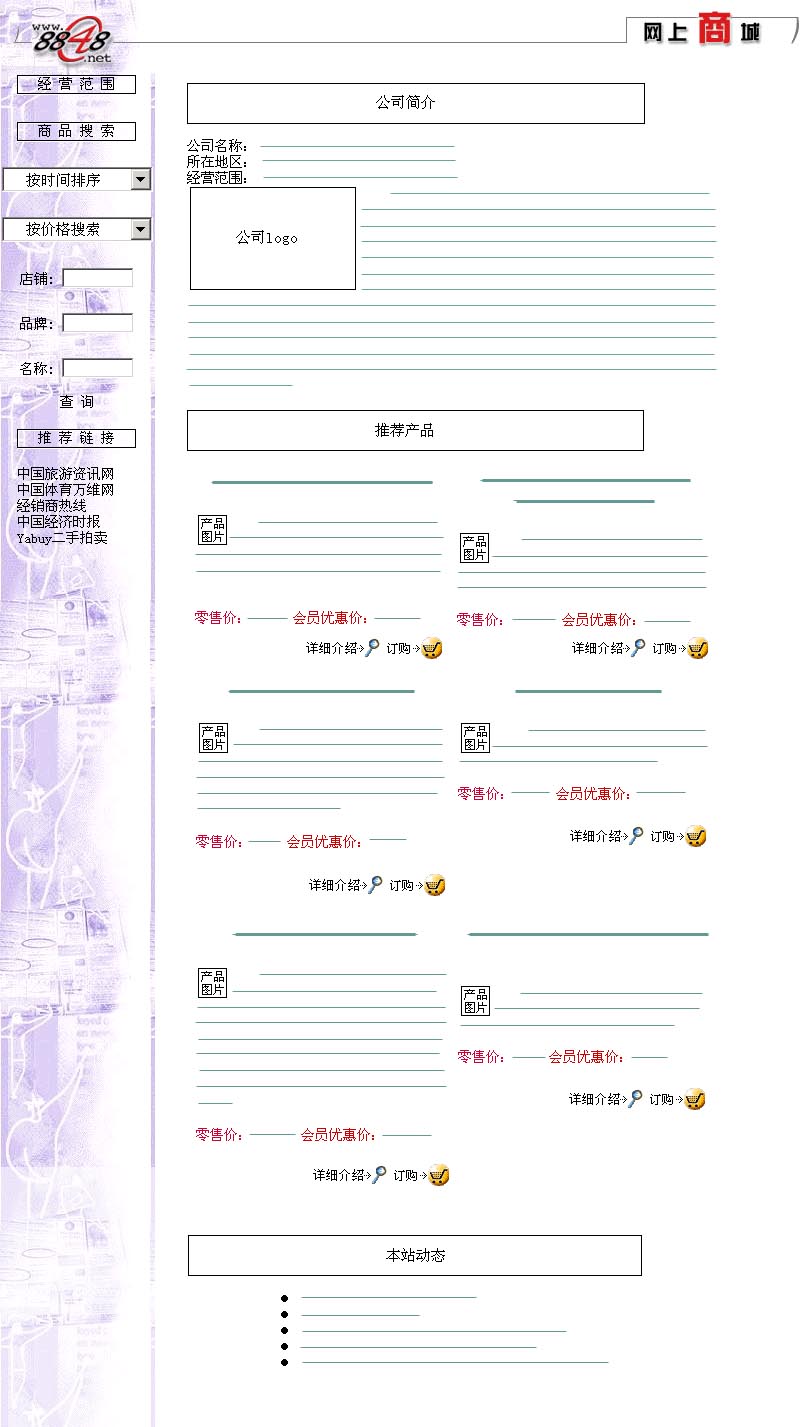 www.
8848
.net
网上商城
经营范围
商品搜索
按时间排序
按价格搜索
店铺：
品牌：
名称：
查询
推荐链接
中国旅游资讯网
中国体育万维网
经销商热线
中国经济时报
Yabuy二手拍卖
公司简介
公司名称：
所在地区：
经营范围：
公司logo
推荐产品
产品
图片
零售价： 会员优惠价：
详细介绍 订购
产品
图片
零售价： 会员优惠价：
详细介绍 订购
产品
图片
零售价： 会员优惠价：
详细介绍 订购
产品
图片
零售价： 会员优惠价：
详细介绍 订购
产品
图片
零售价： 会员优惠价：
详细介绍 订购
产品
图片
零售价： 会员优惠价：
详细介绍 订购
本站动态